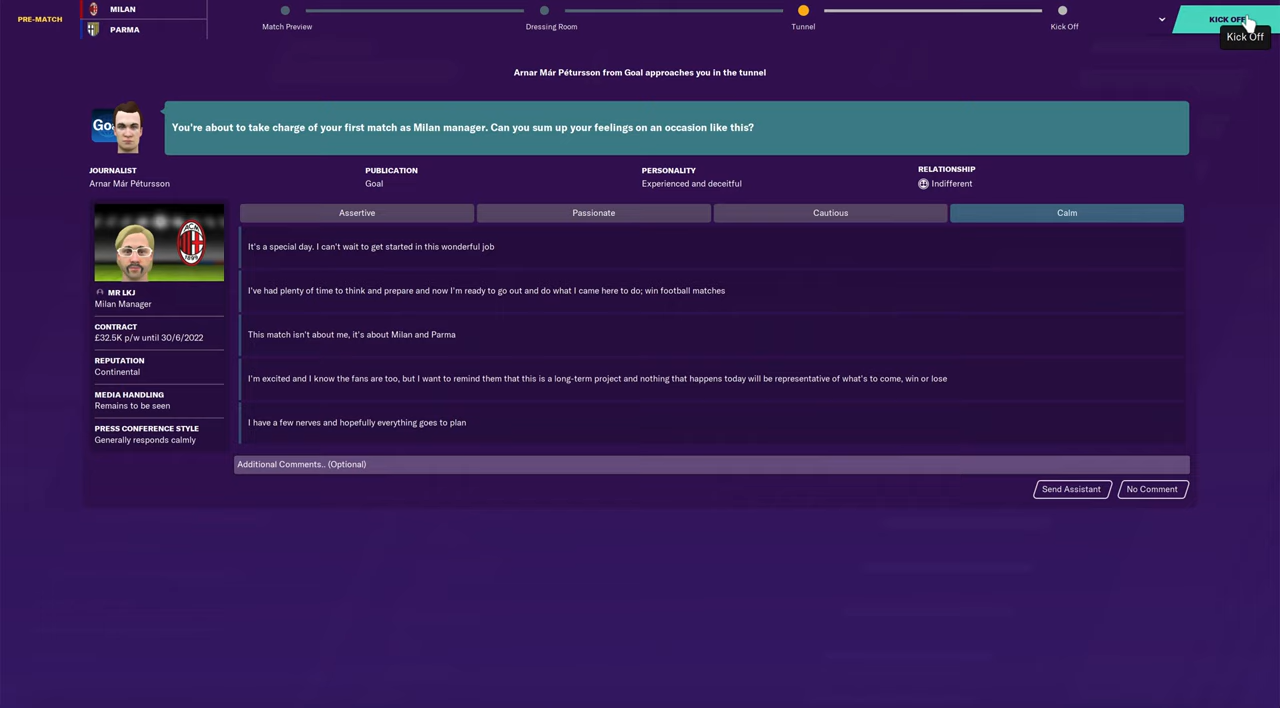 PRE-MATCH
MILAN
PARMA
Match Preview
Dressing Room
Tunnel
Kick Off
KICK OFF
Kick Off
Arnar Már Pétursson from Goal approaches you in the tunnel
Go
You're about to take charge of your first match as Milan manager. Can you sum up your feelings on an occasion like this?
JOURNALIST
Arnar Már Pétursson
PUBLICATION
Goal
PERSONALITY
Experienced and deceitful
RELATIONSHIP
Indifferent
Assertive
Passionate
Cautious
Calm
It's a special day. I can't wait to get started in this wonderful job
I've had plenty of time to think and prepare and now I'm ready to go out and do what I came here to do; win football matches
This match isn't about me, it's about Milan and Parma
I'm excited and I know the fans are too, but I want to remind them that this is a long-term project and nothing that happens today will be representative of what's to come, win or lose
I have a few nerves and hopefully everything goes to plan
MR LKJ
Milan Manager
CONTRACT
£32.5K p/w until 30/6/2022
REPUTATION
Continental
MEDIA HANDLING
Remains to be seen
PRESS CONFERENCE STYLE
Generally responds calmly
Additional Comments.. (Optional)
Send Assistant
No Comment